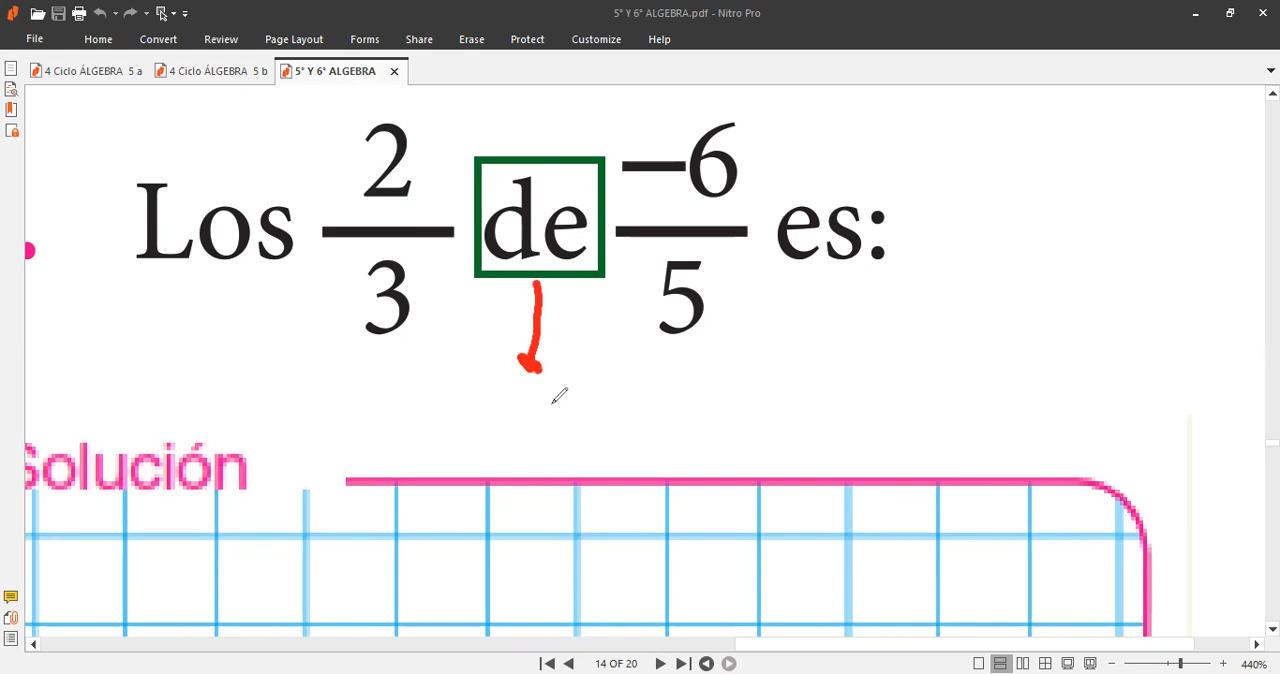 5° Y 6° ALGEBRA.pdf - Nitro Pro
File Home Convert Review Page Layout Forms Share Erase Protect Customize Help
4 Ciclo ÁLGEBRA 5 a 4 Ciclo ÁLGEBRA 5 b 5° Y 6° ALGEBRA
Los 2/3 de −6/5 es:
Solución
14 OF 20
440%